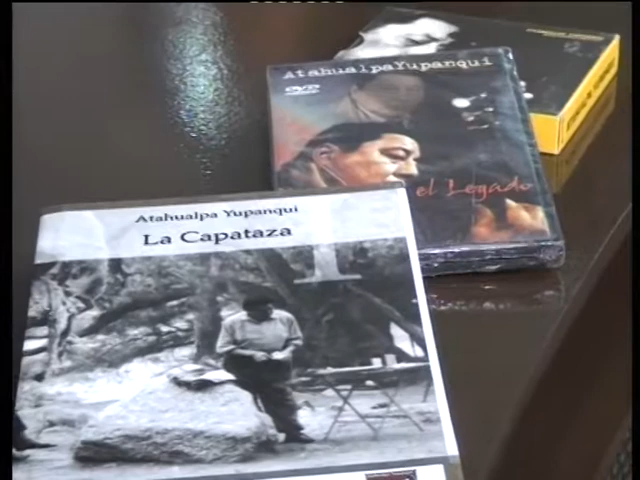 AtahualpaYupanqui
DVD
el Legado
Atahualpa Yupanqui
La Capataza